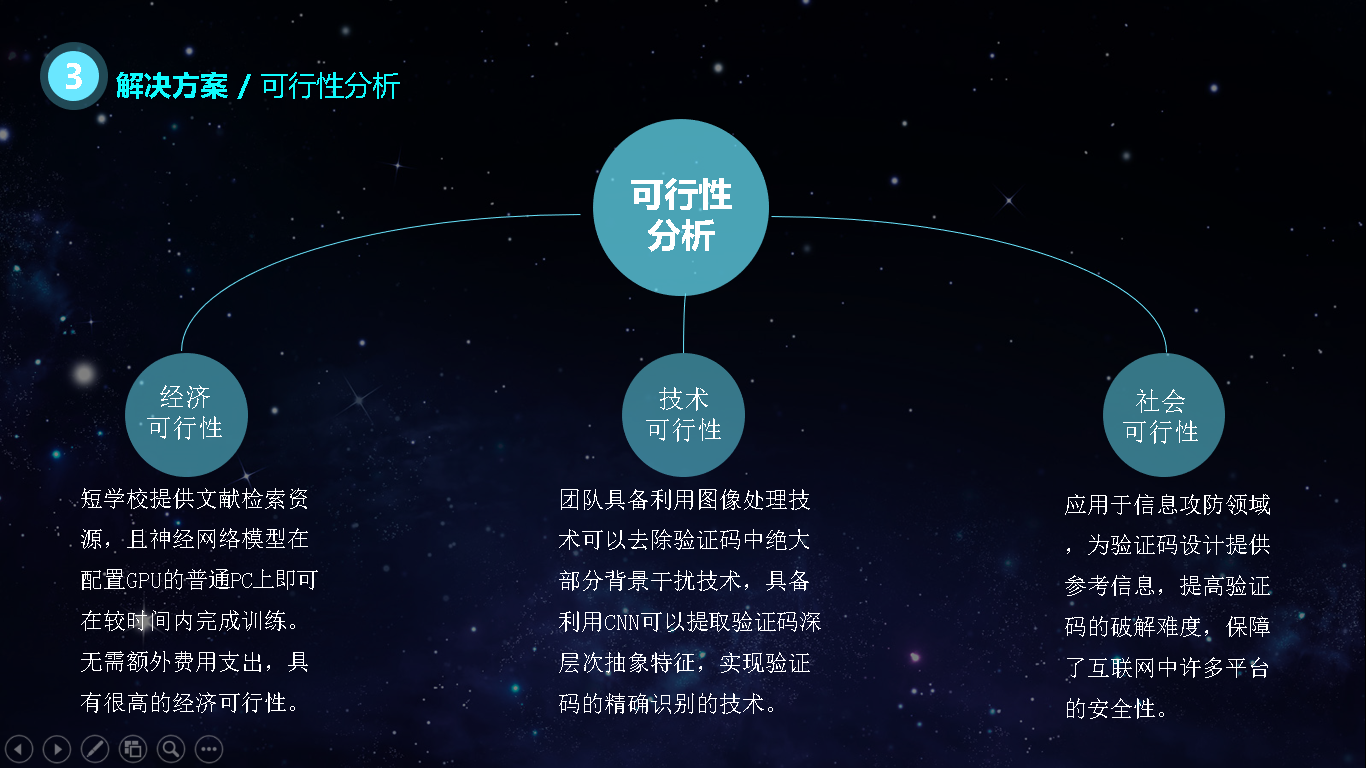 3
解决方案 / 可行性分析
可行性
分析
经济
可行性
短学校提供文献检索资
源，且神经网络模型在
配置GPU的普通PC上即可
在较时间内完成训练。
无需额外费用支出，具
有很高的经济可行性。
技术
可行性
团队具备利用图像处理技
术可以去除验证码中绝大
部分背景干扰技术，具备
利用CNN可以提取验证码深
层次抽象特征，实现验证
码的精确识别的技术。
社会
可行性
应用于信息攻防领域
，为验证码设计提供
参考信息，提高验证
码的破解难度，保障
了互联网中许多平台
的安全性。